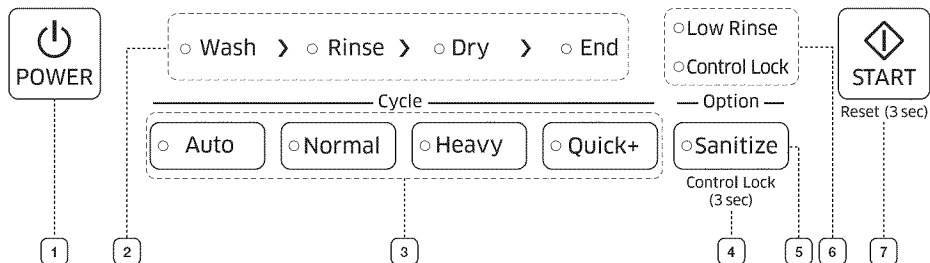 Wash > Rinse > Dry > End
Low Rinse
Control Lock
POWER
START
Reset (3 sec)
Cycle
Option
Auto
Normal
Heavy
Quick+
Sanitize
Control Lock
(3 sec)
1
2
3
4
5
6
7